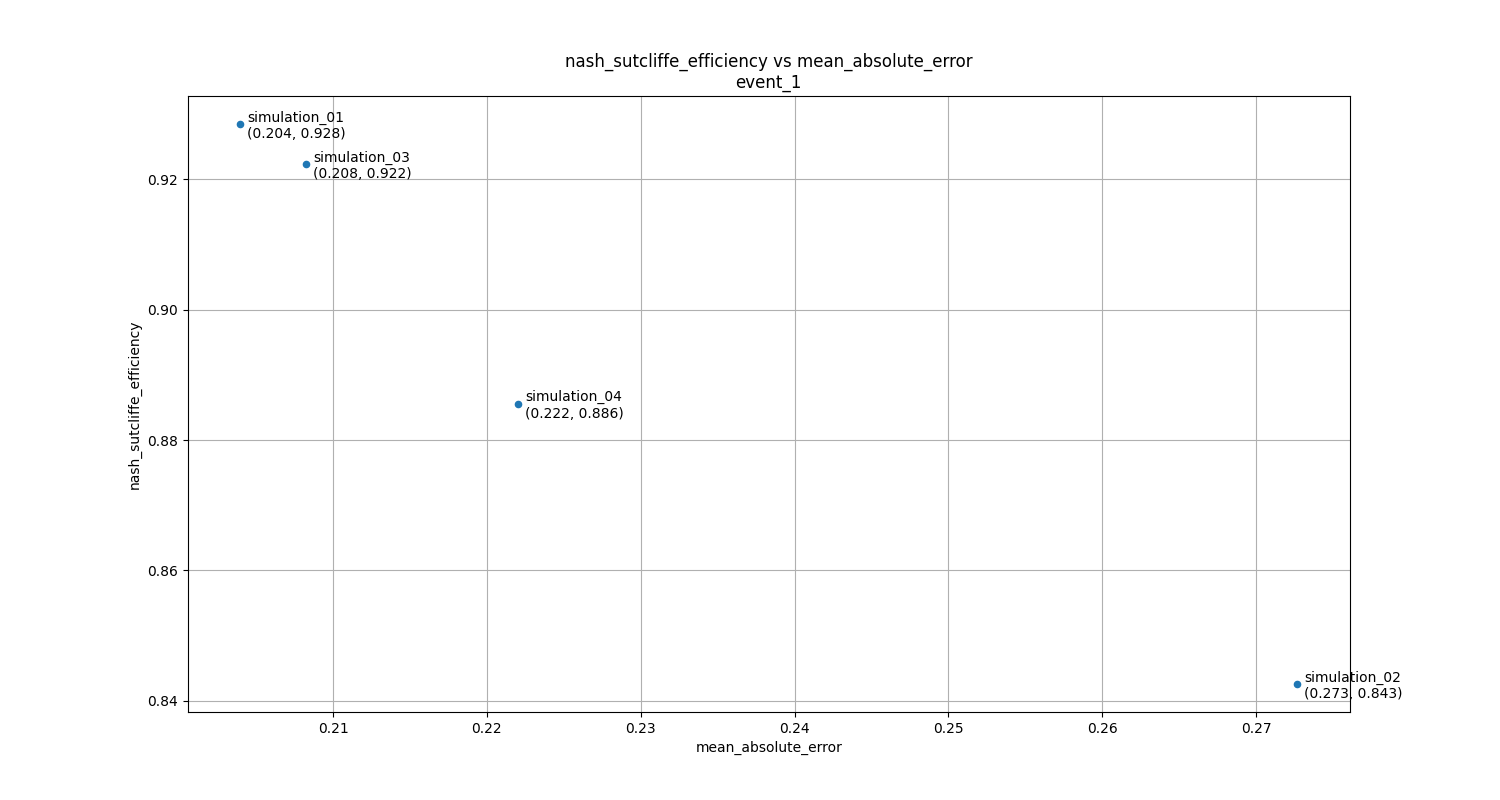 nash_sutcliffe_efficiency vs mean_absolute_error
event_1
simulation_01
(0.204, 0.928)
simulation_03
(0.208, 0.922)
0.92
0.90
nash_sutcliffe_efficiency
simulation_04
(0.222, 0.886)
0.88
0.86
simulation_02
(0.273, 0.843)
0.84
0.21
0.22
0.23
0.24
0.25
0.26
0.27
mean_absolute_error